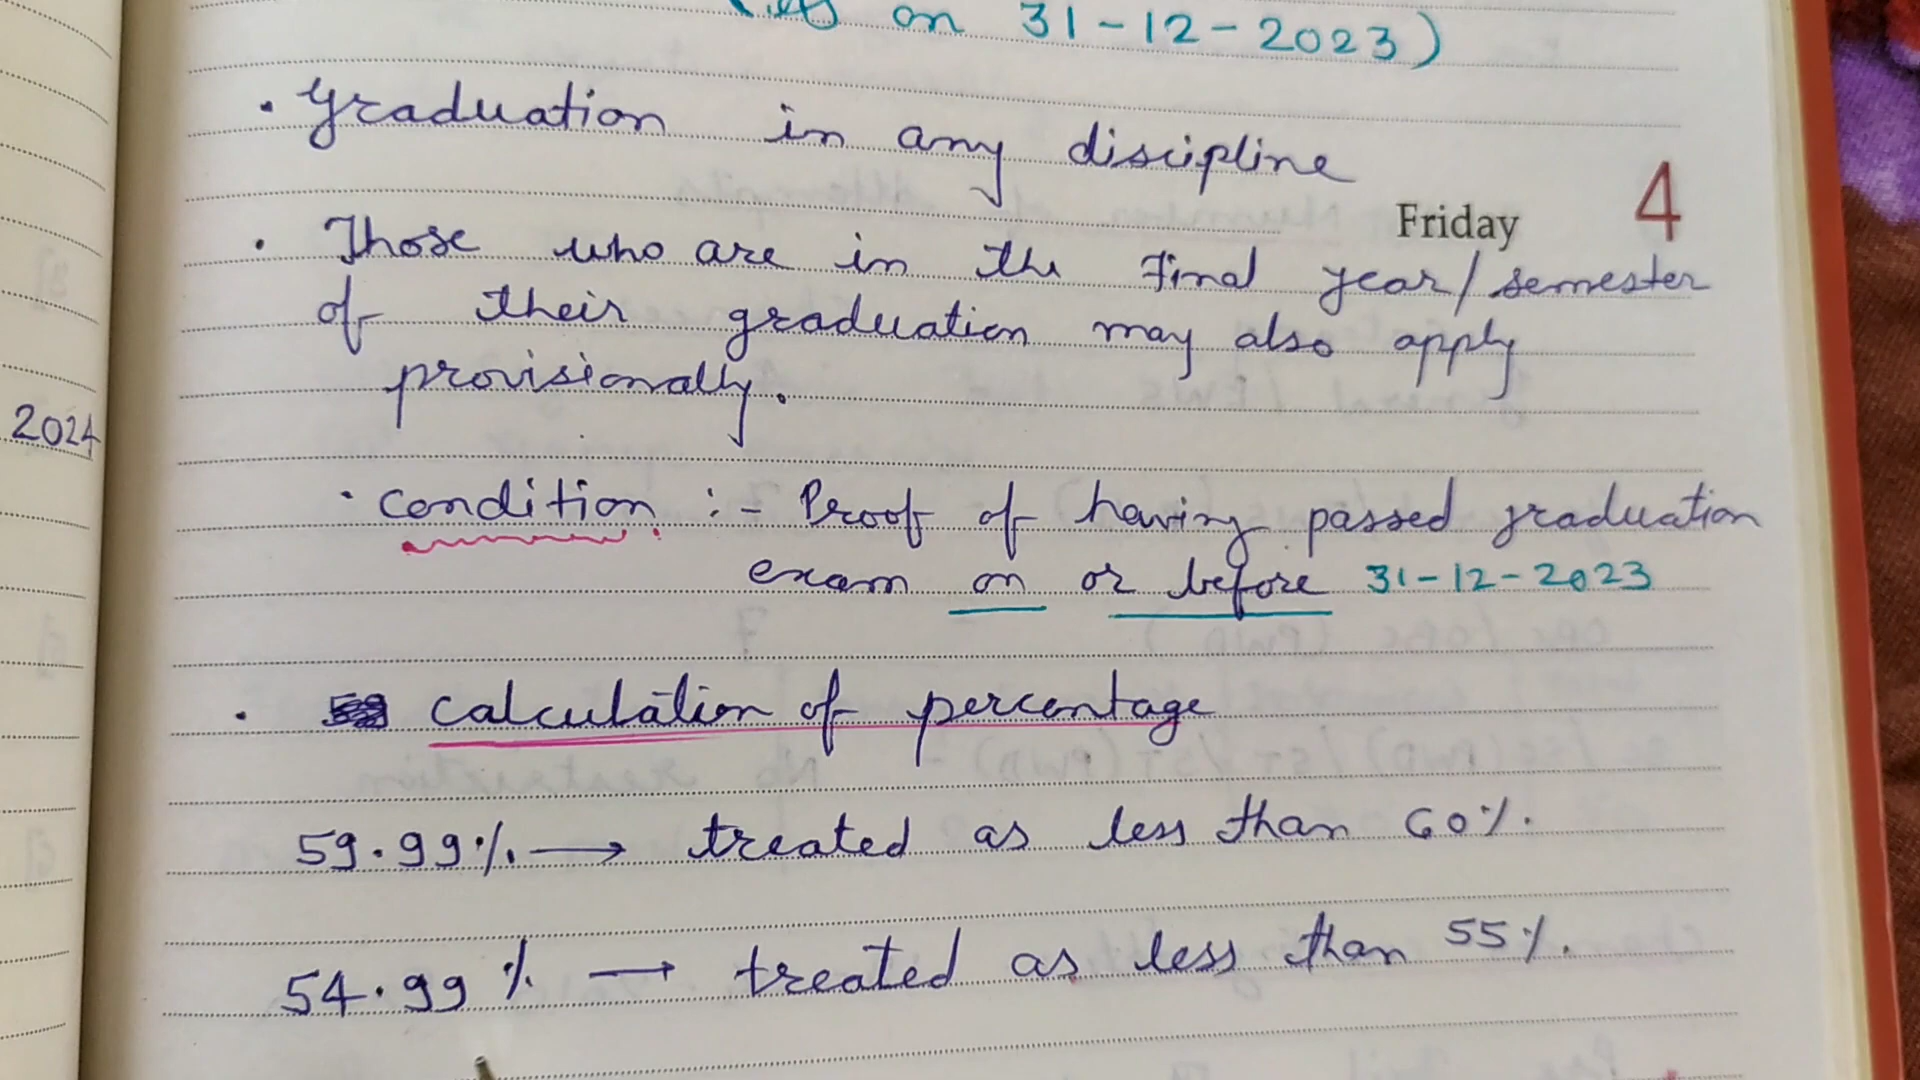 on 31-12-2023)
. Graduation in any discipline
Friday 4
. Those who are in the final year/semester
of their graduation may also apply
provisionally.
2024
. Condition :- Proof of having passed graduation
exam on or before 31-12-2023
. Calculation of percentage
59.99% → treated as less than 60%.
54.99% → treated as less than 55%.